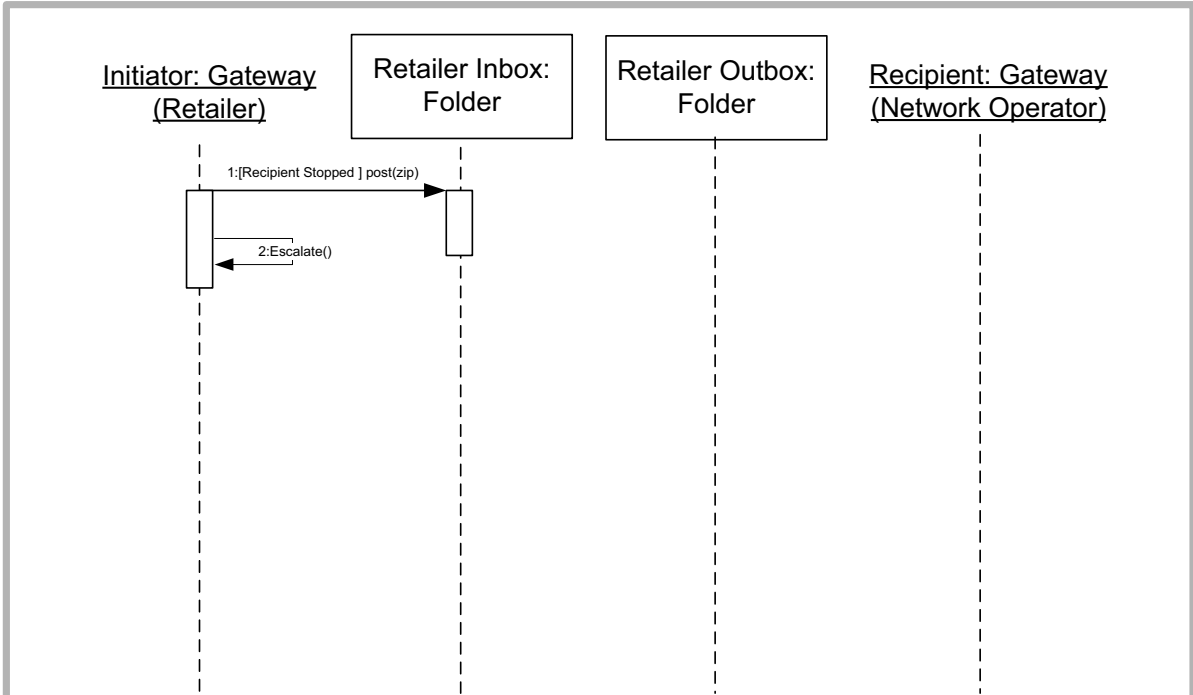 Initiator: Gateway
(Retailer)
Retailer Inbox:
Folder
Retailer Outbox:
Folder
Recipient: Gateway
(Network Operator)
1:[Recipient Stopped ] post(zip)
2:Escalate()